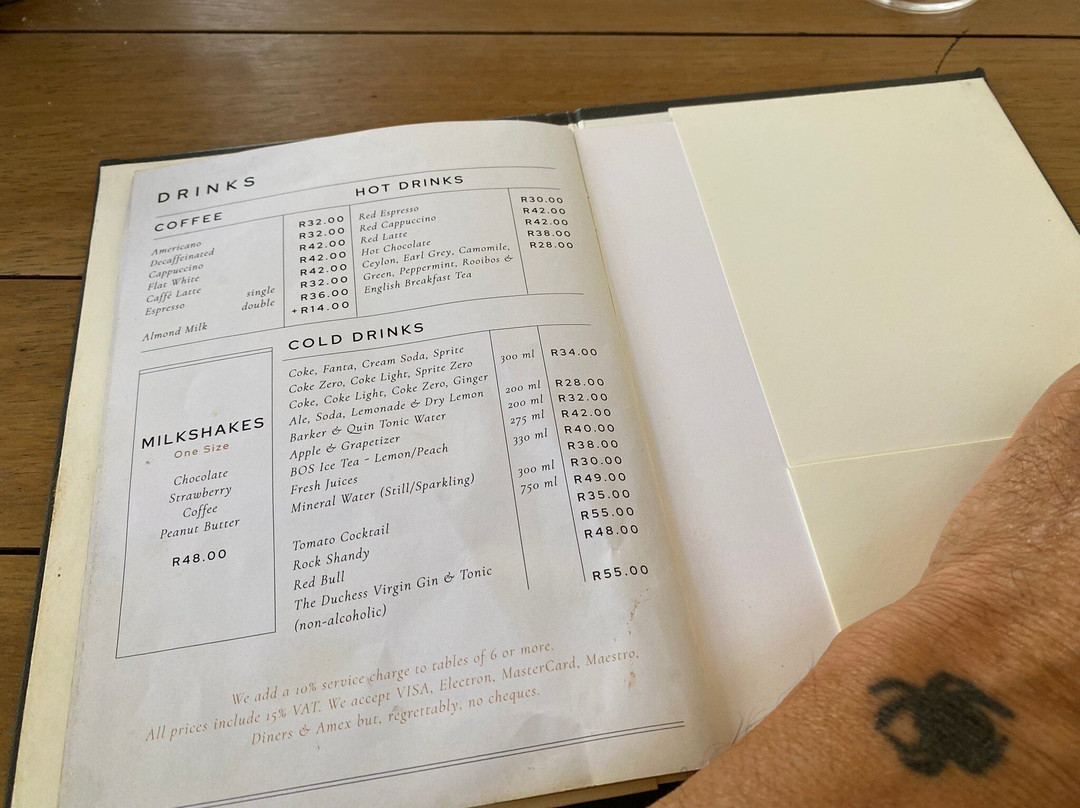 DRINKS
COFFEE
Americano R32.00
Decaffeinated R32.00
Cappuccino R42.00
Flat White R42.00
Caffé Latte R42.00
Espresso single R32.00
double R36.00
Almond Milk +R14.00
HOT DRINKS
Red Espresso R30.00
Red Cappuccino R42.00
Red Latte R42.00
Hot Chocolate R38.00
Ceylon, Earl Grey, Camomile, R28.00
Green, Peppermint, Rooibos &
English Breakfast Tea
MILKSHAKES
One Size
Chocolate
Strawberry
Coffee
Peanut Butter
R48.00
COLD DRINKS
Coke, Fanta, Cream Soda, Sprite 300 ml R34.00
Coke Zero, Coke Light, Sprite Zero
Coke, Coke Light, Coke Zero, Ginger 200 ml R28.00
Ale, Soda, Lemonade & Dry Lemon
Barker & Quin Tonic Water 200 ml R32.00
Apple & Grapetizer 275 ml R42.00
BOS Ice Tea - Lemon/Peach 330 ml R40.00
Fresh Juices R38.00
Mineral Water (Still/Sparkling) 300 ml R30.00
750 ml R49.00
Tomato Cocktail R35.00
Rock Shandy R55.00
Red Bull R48.00
The Duchess Virgin Gin & Tonic R55.00
(non-alcoholic)
We add a 10% service charge to tables of 6 or more.
All prices include 15% VAT. We accept VISA, Electron, MasterCard, Maestro,
Diners & Amex but, regrettably, no cheques.